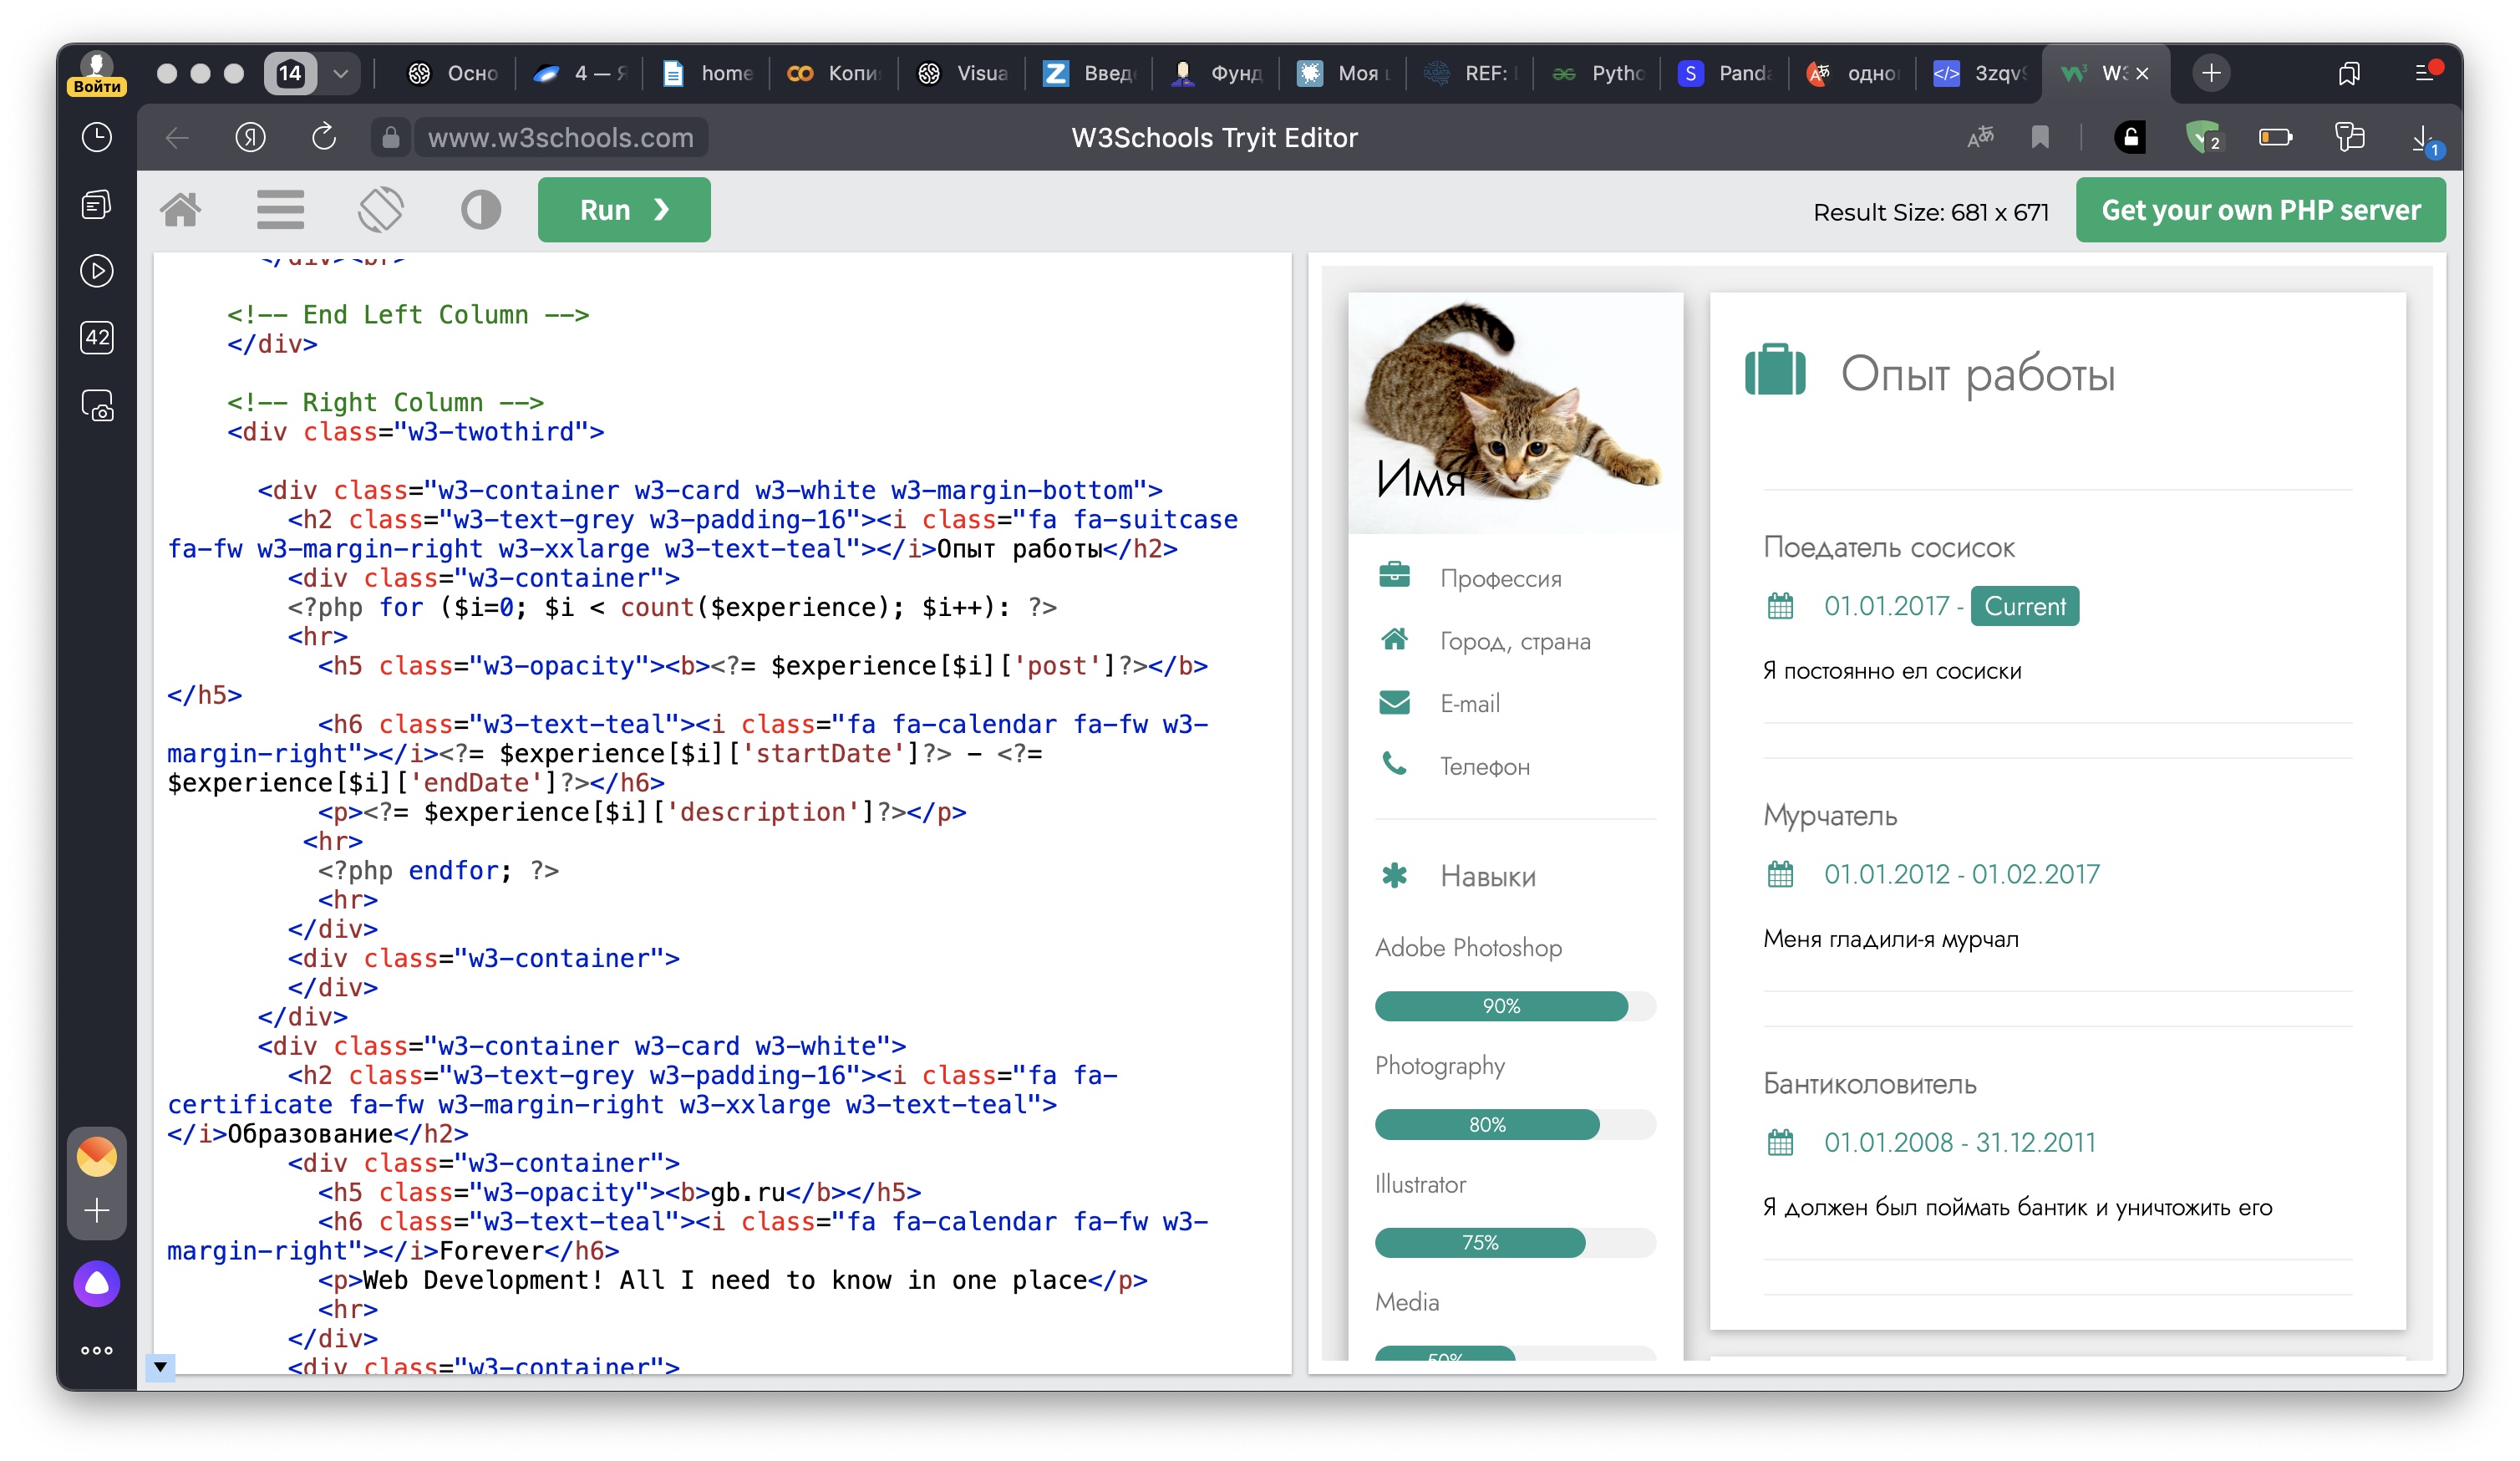 Войти
14
Осно
4 — Я
home
Копи
Visua
Введ
Фунд
Моя
REF:
Pytho
Panda
одно
3zqv
W3
www.w3schools.com
W3Schools Tryit Editor
2
1
42
Run ❯
Result Size: 681 x 671
Get your own PHP server
</div><br>
<!-- End Left Column -->
</div>
<!-- Right Column -->
<div class="w3-twothird">
<div class="w3-container w3-card w3-white w3-margin-bottom">
<h2 class="w3-text-grey w3-padding-16"><i class="fa fa-suitcase
fa-fw w3-margin-right w3-xxlarge w3-text-teal"></i>Опыт работы</h2>
<div class="w3-container">
<?php for ($i=0; $i < count($experience); $i++): ?>
<hr>
<h5 class="w3-opacity"><b><?= $experience[$i]['post']?></b>
</h5>
<h6 class="w3-text-teal"><i class="fa fa-calendar fa-fw w3-
margin-right"></i><?= $experience[$i]['startDate']?> - <?=
$experience[$i]['endDate']?></h6>
<p><?= $experience[$i]['description']?></p>
<hr>
<?php endfor; ?>
<hr>
</div>
<div class="w3-container">
</div>
</div>
<div class="w3-container w3-card w3-white">
<h2 class="w3-text-grey w3-padding-16"><i class="fa fa-
certificate fa-fw w3-margin-right w3-xxlarge w3-text-teal">
</i>Образование</h2>
<div class="w3-container">
<h5 class="w3-opacity"><b>gb.ru</b></h5>
<h6 class="w3-text-teal"><i class="fa fa-calendar fa-fw w3-
margin-right"></i>Forever</h6>
<p>Web Development! All I need to know in one place</p>
<hr>
</div>
<div class="w3-container">
Имя
Профессия
Город, страна
E-mail
Телефон
Навыки
Adobe Photoshop
90%
Photography
80%
Illustrator
75%
Media
50%
Опыт работы
Поедатель сосисок
01.01.2017 - Current
Я постоянно ел сосиски
Мурчатель
01.01.2012 - 01.02.2017
Меня гладили-я мурчал
Бантиколовитель
01.01.2008 - 31.12.2011
Я должен был поймать бантик и уничтожить его